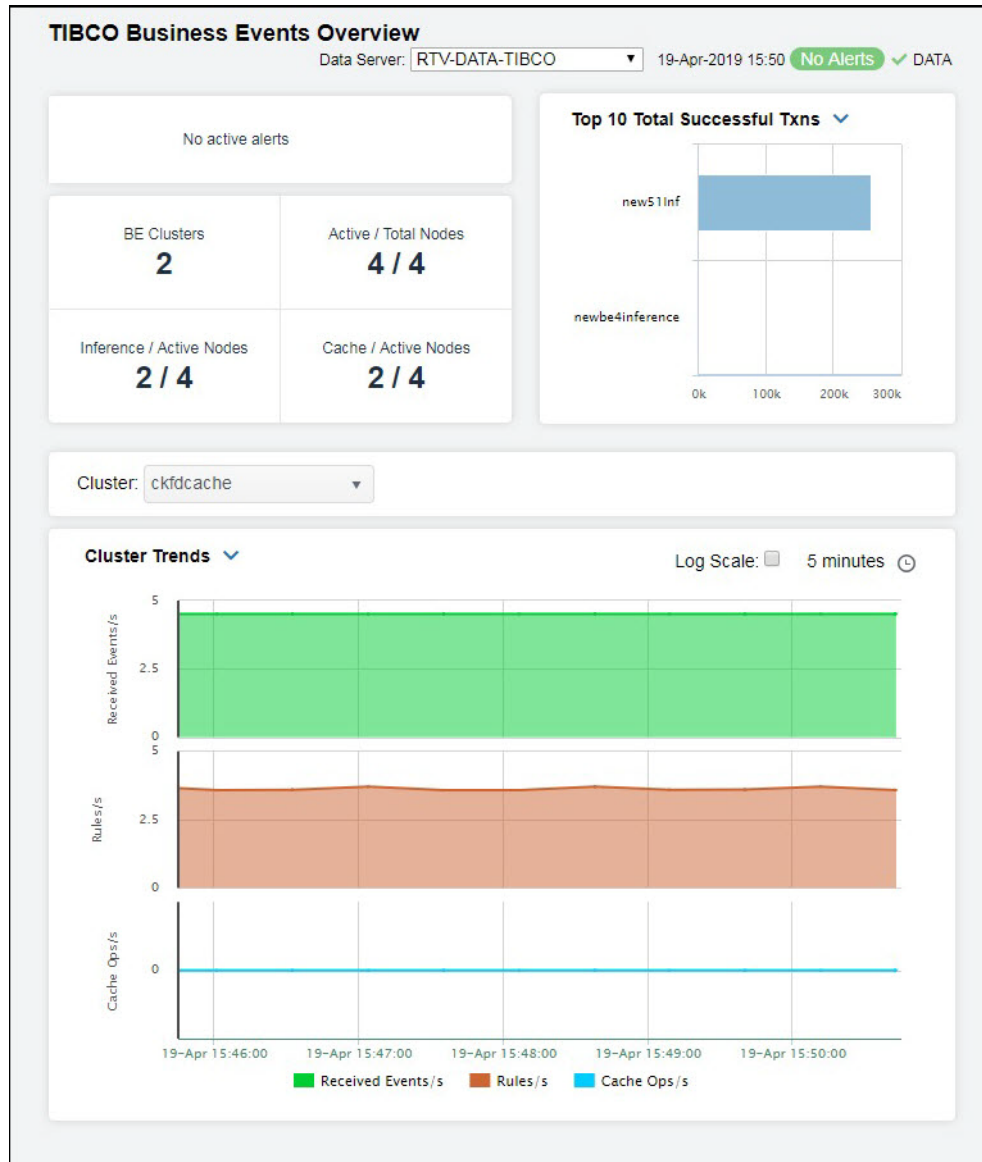 TIBCO Business Events Overview
Data Server: RTV-DATA-TIBCO 19-Apr-2019 15:50 No Alerts DATA
No active alerts
BE Clusters
2
Active / Total Nodes
4 / 4
Inference / Active Nodes
2 / 4
Cache / Active Nodes
2 / 4
Top 10 Total Successful Txns
new51Inf
newbe4inference
0k 100k 200k 300k
Cluster: ckfdcache
Cluster Trends Log Scale: 5 minutes
Received Events/s
5
2.5
0
Rules/s
5
2.5
0
Cache Ops/s
0
19-Apr 15:46:00 19-Apr 15:47:00 19-Apr 15:48:00 19-Apr 15:49:00 19-Apr 15:50:00
Received Events/s Rules/s Cache Ops/s